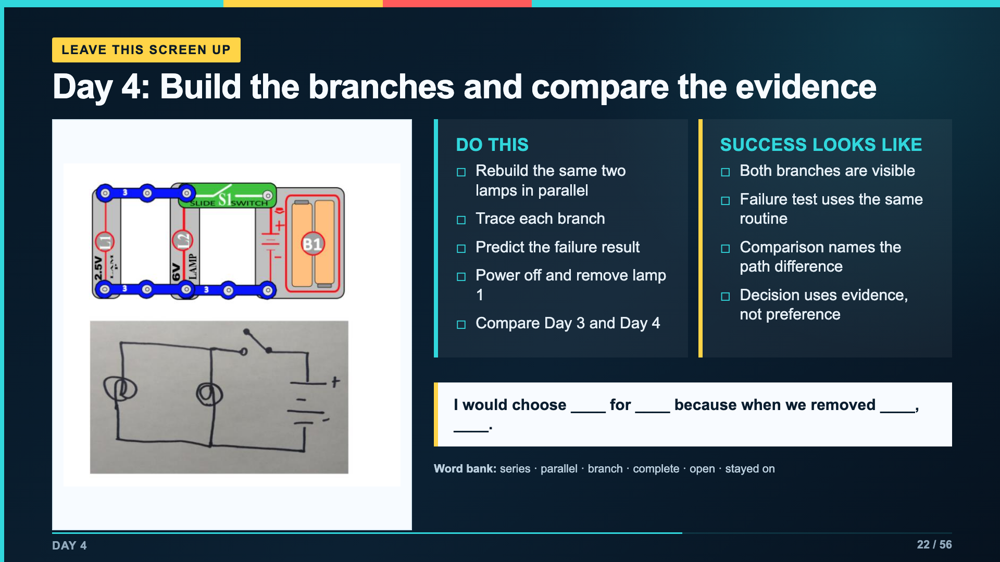 LEAVE THIS SCREEN UP
Day 4: Build the branches and compare the evidence
3
SLIDE S1 SWITCH
+
L1
L2
B1
-
2.5V
LAMP
6V
LAMP
3
3
+
-
DO THIS
Rebuild the same two
lamps in parallel
Trace each branch
Predict the failure result
Power off and remove lamp
1
Compare Day 3 and Day 4
SUCCESS LOOKS LIKE
Both branches are visible
Failure test uses the same
routine
Comparison names the
path difference
Decision uses evidence,
not preference
I would choose ____ for ____ because when we removed ____,
____.
Word bank: series · parallel · branch · complete · open · stayed on
DAY 4
22 / 56